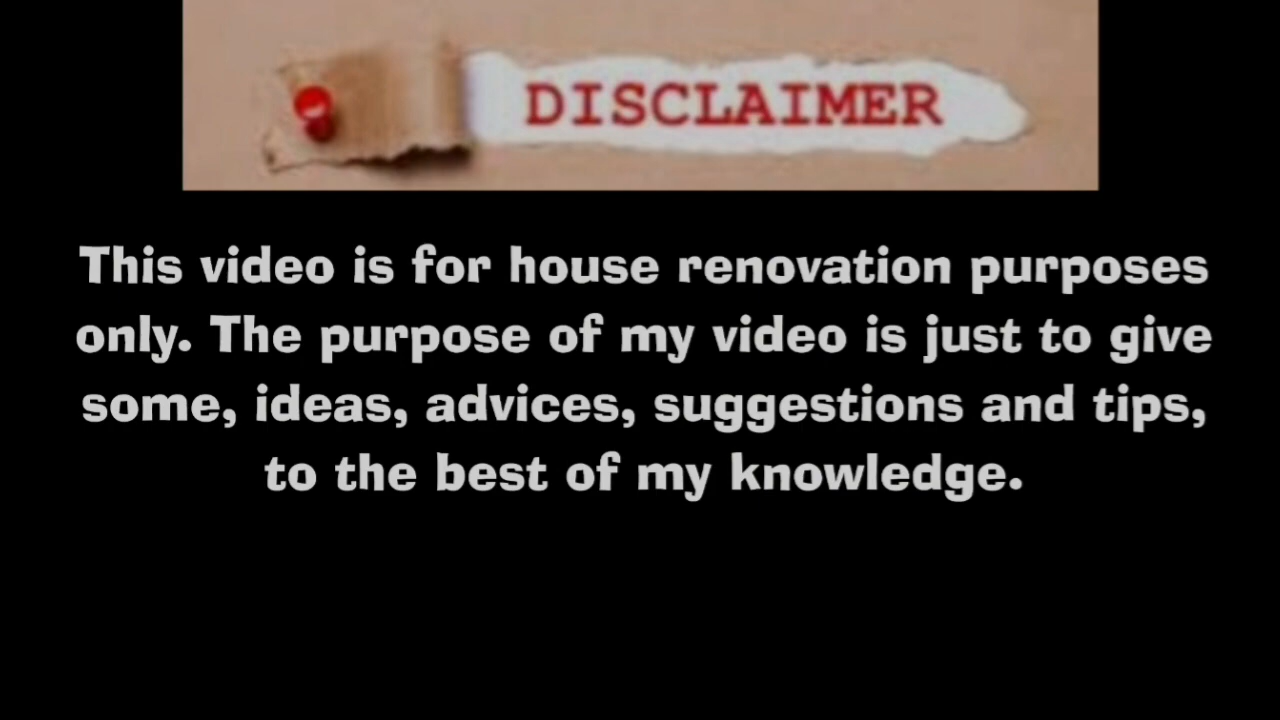 DISCLAIMER
This video is for house renovation purposes
only. The purpose of my video is just to give
some, ideas, advices, suggestions and tips,
to the best of my knowledge.